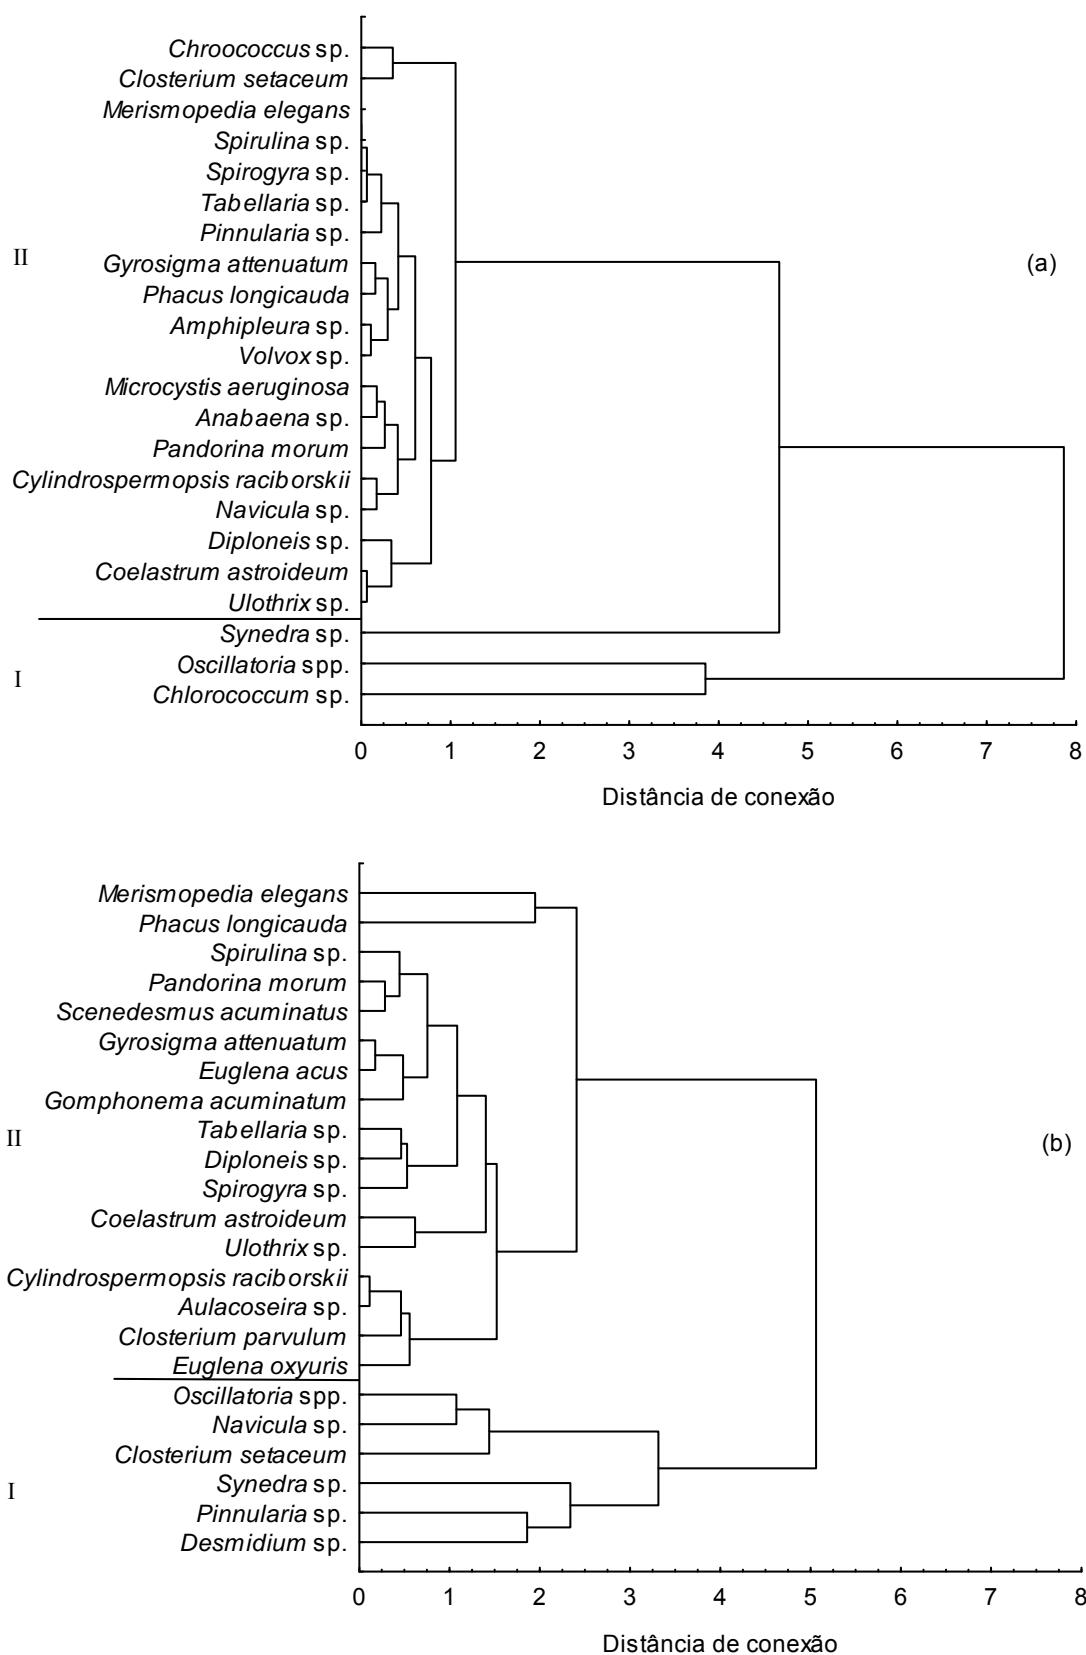 Chroococcus sp.
Closterium setaceum
Merismopedia elegans
Spirulina sp.
Spirogyra sp.
Tabellaria sp.
Pinnularia sp.
II
Gyrosigma attenuatum
(a)
Phacus longicauda
Amphipleura sp.
Volvox sp.
Microcystis aeruginosa
Anabaena sp.
Pandorina morum
Cylindrospermopsis raciborskii
Navicula sp.
Diploneis sp.
Coelastrum astroideum
Ulothrix sp.
Synedra sp.
Oscillatoria spp.
I
Chlorococcum sp.
0 1 2 3 4 5 6 7 8
Distância de conexão
Merismopedia elegans
Phacus longicauda
Spirulina sp.
Pandorina morum
Scenedesmus acuminatus
Gyrosigma attenuatum
Euglena acus
Gomphonema acuminatum
Tabellaria sp.
II
(b)
Diploneis sp.
Spirogyra sp.
Coelastrum astroideum
Ulothrix sp.
Cylindrospermopsis raciborskii
Aulacoseira sp.
Closterium parvulum
Euglena oxyuris
Oscillatoria spp.
Navicula sp.
Closterium setaceum
Synedra sp.
I
Pinnularia sp.
Desmidium sp.
0 1 2 3 4 5 6 7 8
Distância de conexão